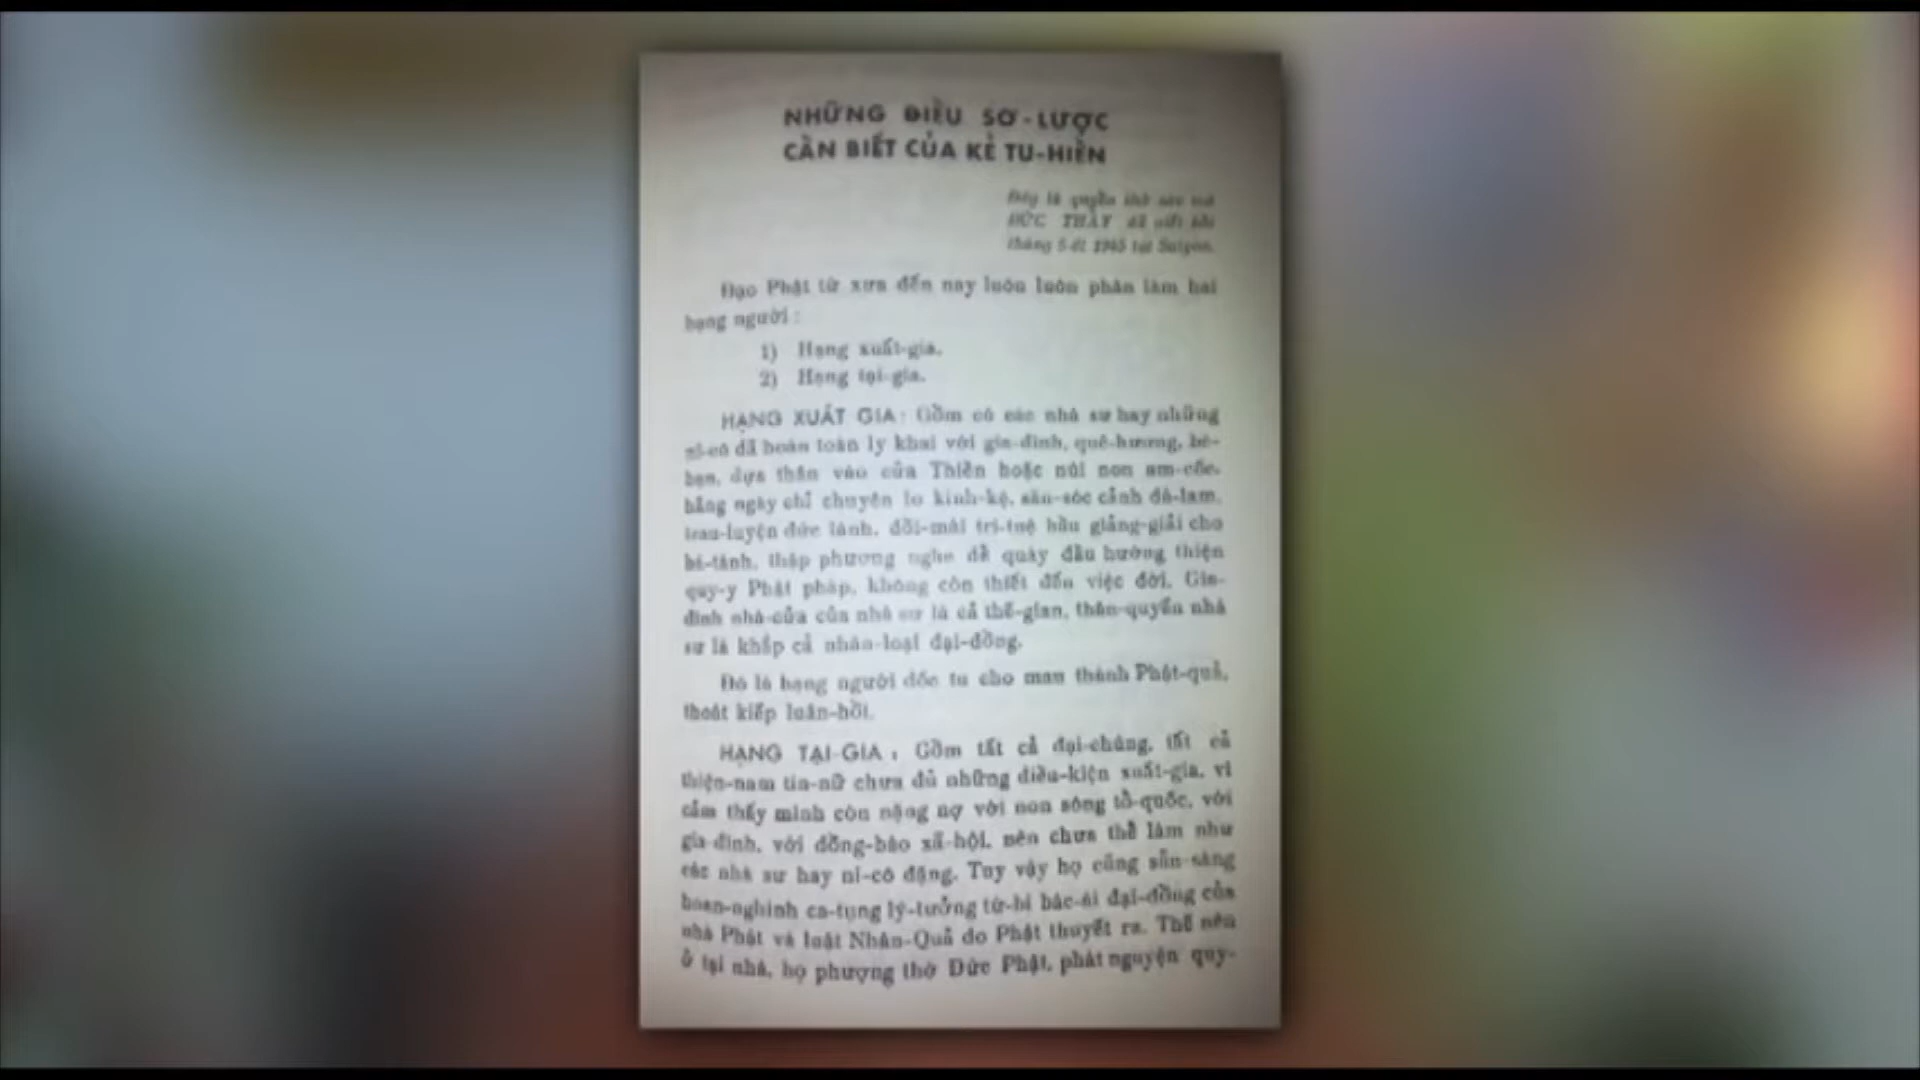 NHỮNG ĐIỀU SƠ-LƯỢC
CẦN BIẾT CỦA KẺ TU-HIỀN
Đây là quyển thứ sáu mà
ĐỨC THẦY đã viết hồi
tháng 5 dl. 1945 tại Saigon.
Đạo Phật từ xưa đến nay luôn luôn phân làm hai
hạng người :
1) Hạng xuất-gia.
2) Hạng tại-gia.
HẠNG XUẤT GIA : Gồm có các nhà sư hay những
ni-cô đã hoàn toàn ly khai với gia-đình, quê-hương, bè-
bạn, dựa thân vào cửa Thiền hoặc núi non am-cốc,
hằng ngày chỉ chuyên lo kinh-kệ, săn-sóc cảnh dà-lam,
trau-luyện đức lành, dồi-mài trí-tuệ hầu giảng-giải cho
bá-tánh, thập phương nghe để quày đầu hướng thiện
quy-y Phật pháp, không còn thiết đến việc đời. Gia-
đình nhà-cửa của nhà sư là cả thế-gian, thân-quyến nhà
sư là khắp cả nhân-loại đại-đồng.
Đó là hạng người dốc tu cho mau thành Phật-quả,
thoát kiếp luân-hồi.
HẠNG TẠI-GIA : Gồm tất cả đại-chúng, tất cả
thiện-nam tín-nữ chưa đủ những điều-kiện xuất-gia, vì
cảm thấy mình còn nặng nợ với non sông tổ-quốc, với
gia-đình, với đồng-bào xã-hội, nên chưa thể làm như
các nhà sư hay ni-cô đặng. Tuy vậy họ cũng sẵn-sàng
hoan-nghinh ca-tụng lý-tưởng từ-bi bác-ái đại-đồng của
nhà Phật và luật Nhân-Quả do Phật thuyết ra. Thế nên
ở tại nhà, họ phượng thờ Đức Phật, phát nguyện quy-